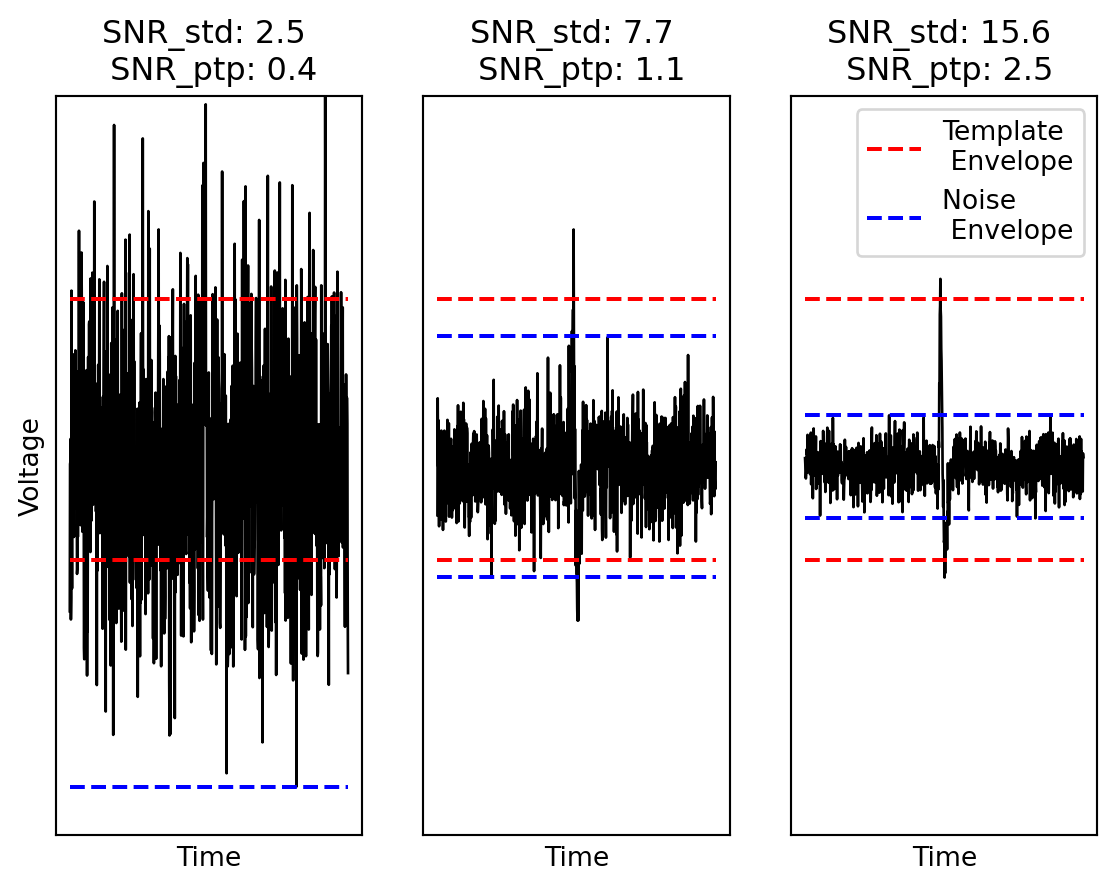 SNR_std: 2.5
SNR_ptp: 0.4
SNR_std: 7.7
SNR_ptp: 1.1
SNR_std: 15.6
SNR_ptp: 2.5
Template
Envelope
Noise
Envelope
Voltage
Time
Time
Time